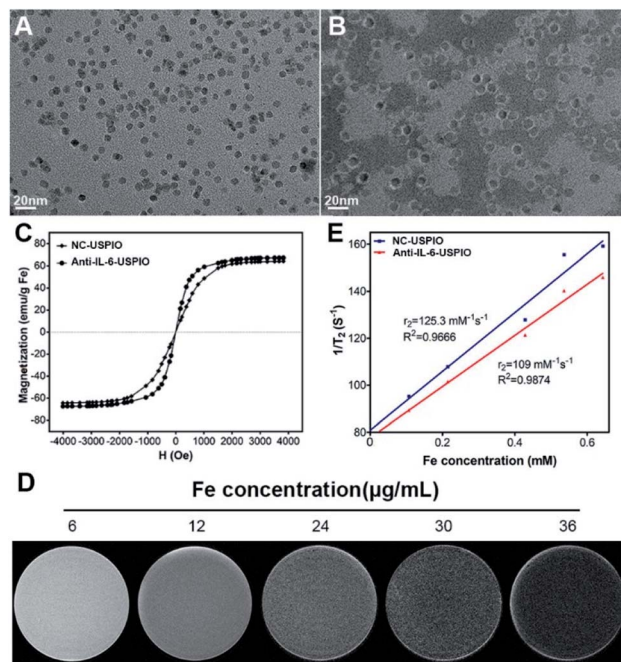 A
20nm
B
20nm
C
NC-USPIO
Anti-IL-6-USPIO
Magnetization (emu/g Fe)
80
60
40
20
0
-20
-40
-60
-80
-4000 -3000 -2000 -1000 0 1000 2000 3000 4000
H (Oe)
E
NC-USPIO
Anti-IL-6-USPIO
1/T2 (S-1)
160
140
120
100
80
r2=125.3 mM-1s-1
R2=0.9666
r2=109 mM-1s-1
R2=0.9874
0 0.2 0.4 0.6
Fe concentration (mM)
D
Fe concentration(µg/mL)
6 12 24 30 36